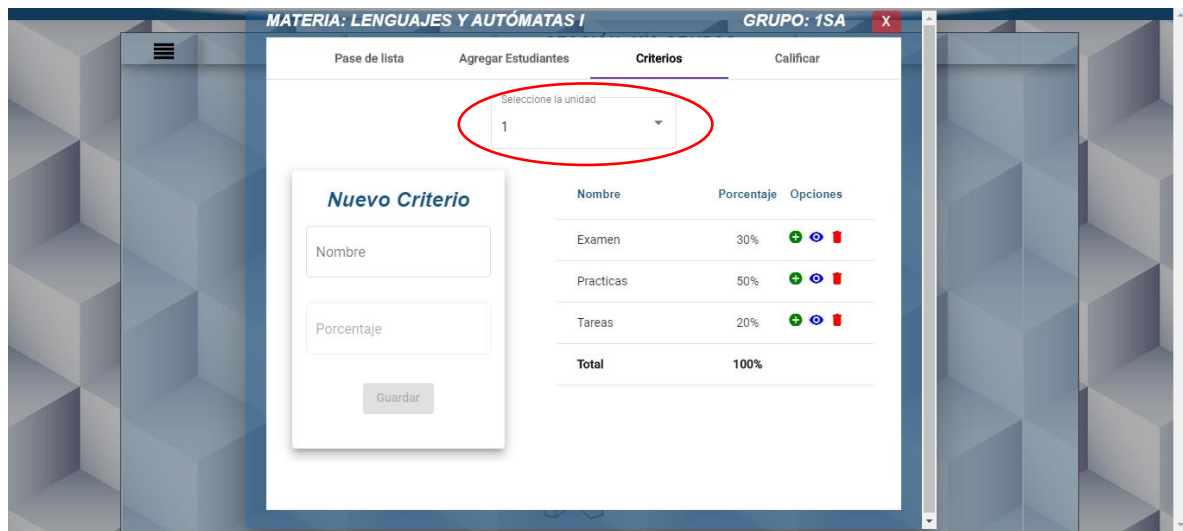 MATERIA: LENGUAJES Y AUTÓMATAS I GRUPO: 1SA X
Pase de lista Agregar Estudiantes Criterios Calificar
Seleccione la unidad
1
Nuevo Criterio
Nombre
Porcentaje
Guardar
Nombre Porcentaje Opciones
Examen 30%
Practicas 50%
Tareas 20%
Total 100%